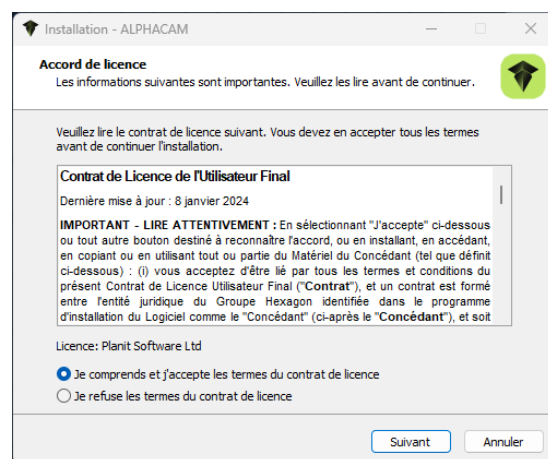 Installation - ALPHACAM
Accord de licence
Les informations suivantes sont importantes. Veuillez les lire avant de continuer.
Veuillez lire le contrat de licence suivant. Vous devez en accepter tous les termes
avant de continuer l'installation.
Contrat de Licence de l'Utilisateur Final
Dernière mise à jour : 8 janvier 2024
IMPORTANT - LIRE ATTENTIVEMENT : En sélectionnant "J'accepte" ci-dessous
ou tout autre bouton destiné à reconnaître l'accord, ou en installant, en accédant,
en copiant ou en utilisant tout ou partie du Matériel du Concédant (tel que définit
ci-dessous) : (i) vous acceptez d'être lié par tous les termes et conditions du
présent Contrat de Licence Utilisateur Final ("Contrat"), et un contrat est formé
entre l'entité juridique du Groupe Hexagon identifiée dans le programme
d'installation du Logiciel comme le "Concédant" (ci-après le "Concédant"), et soit
Licence: Planit Software Ltd
Je comprends et j'accepte les termes du contrat de licence
Je refuse les termes du contrat de licence
Suivant
Annuler